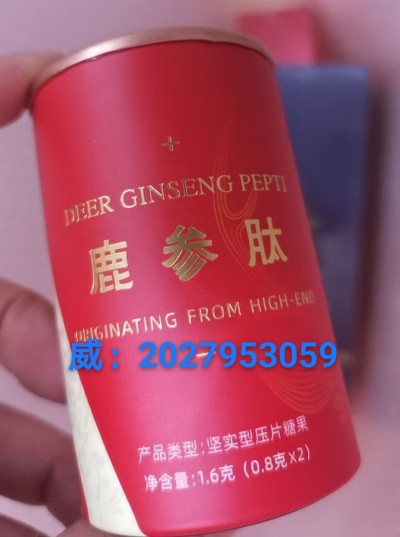 DEER GINSENG PEPTI
鹿参肽
ORIGINATING FROM HIGH-END
威：2027953059
产品类型:坚实型压片糖果
净含量:1.6克（0.8克×2）